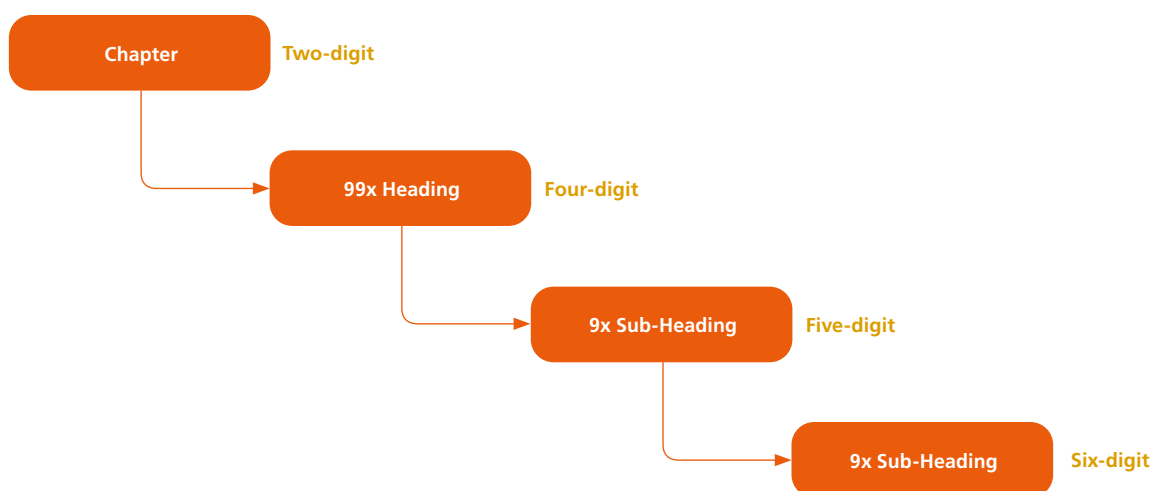 Chapter
Two-digit
99x Heading
Four-digit
9x Sub-Heading
Five-digit
9x Sub-Heading
Six-digit